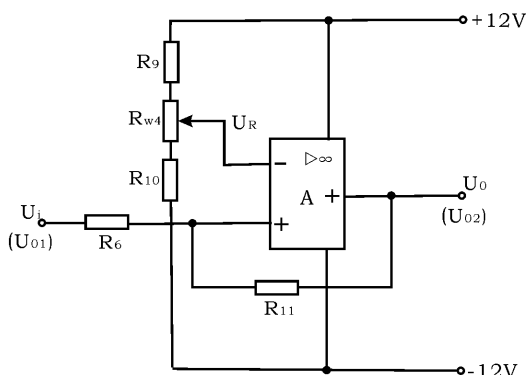 +12V
R9
Rw4
UR
▷∞
R10
-
A +
U0
Ui
+
(U01)
(U02)
R6
R11
-12V